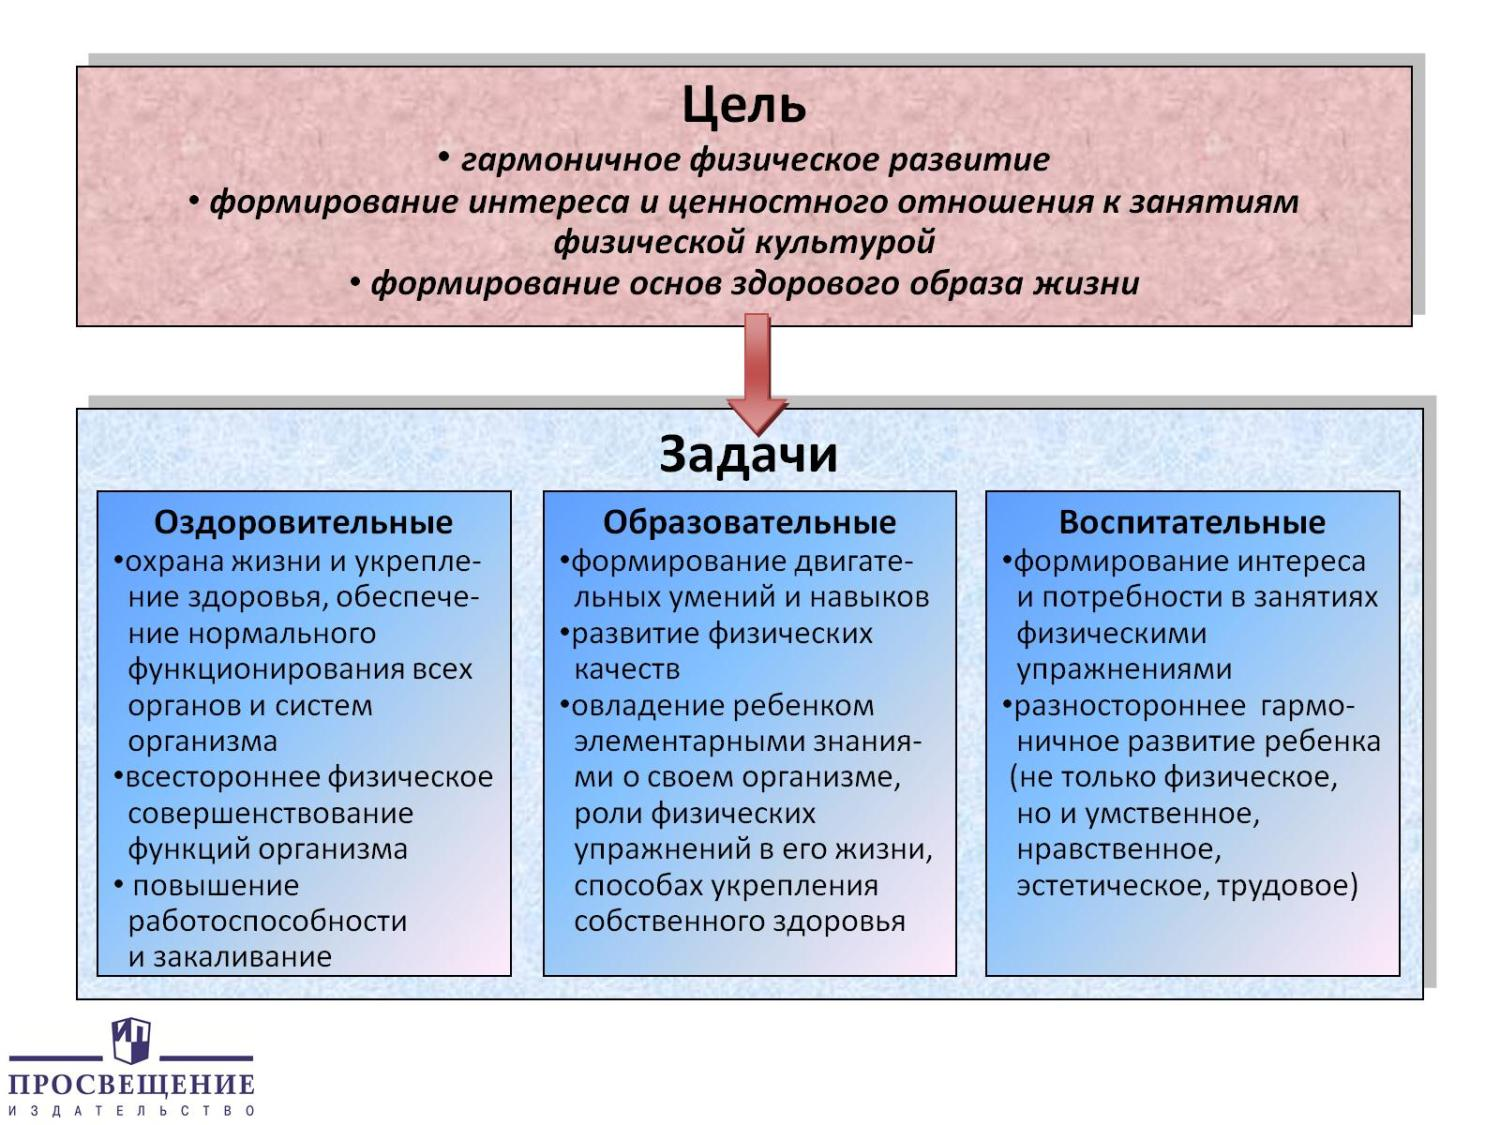 Цель
• гармоничное физическое развитие
• формирование интереса и ценностного отношения к занятиям
физической культурой
• формирование основ здорового образа жизни
Задачи
Оздоровительные
•охрана жизни и укрепле-
ние здоровья, обеспече-
ние нормального
функционирования всех
органов и систем
организма
•всестороннее физическое
совершенствование
функций организма
• повышение
работоспособности
и закаливание
Образовательные
•формирование двигате-
льных умений и навыков
•развитие физических
качеств
•овладение ребенком
элементарными знания-
ми о своем организме,
роли физических
упражнений в его жизни,
способах укрепления
собственного здоровья
Воспитательные
•формирование интереса
и потребности в занятиях
физическими
упражнениями
•разностороннее гармо-
ничное развитие ребенка
(не только физическое,
но и умственное,
нравственное,
эстетическое, трудовое)
ИП
ПРОСВЕЩЕНИЕ
ИЗДАТЕЛЬСТВО